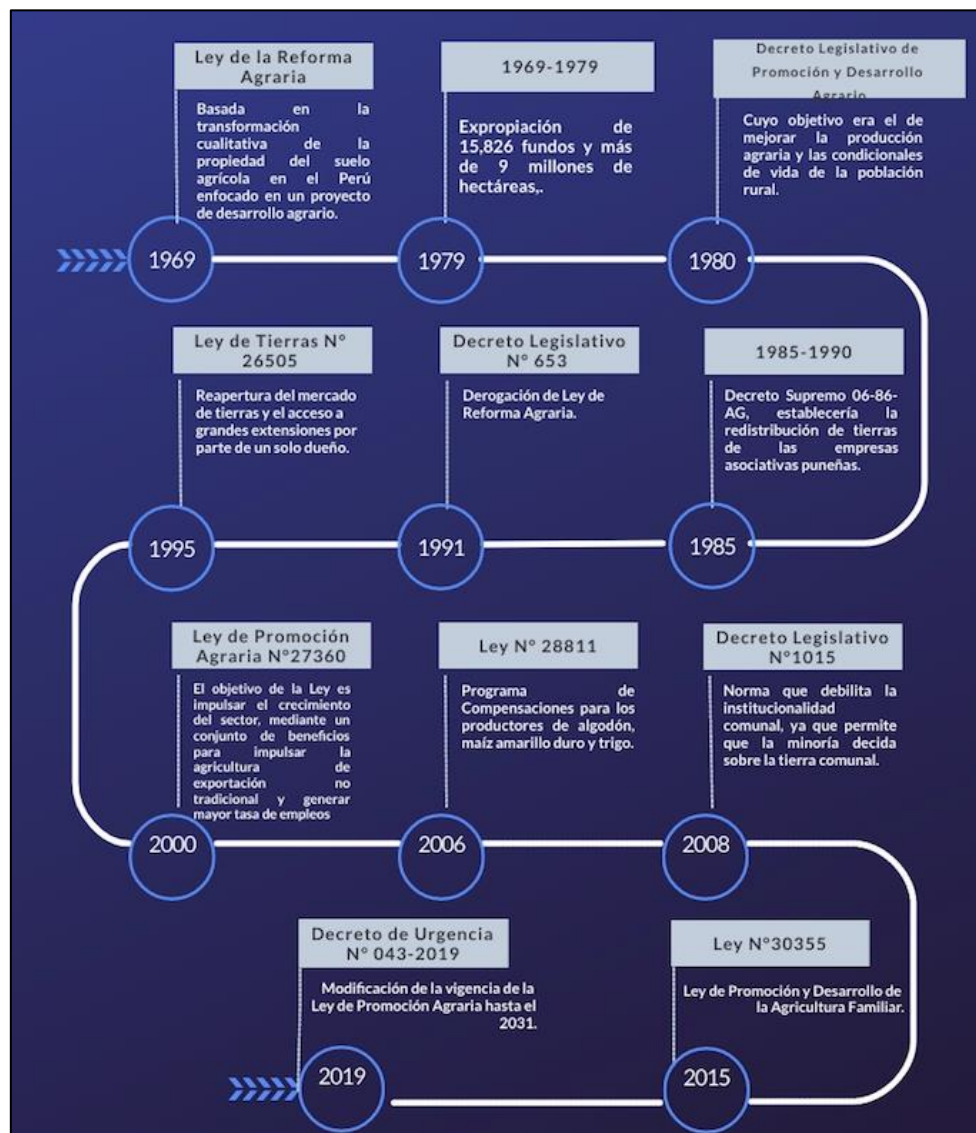 Ley de la Reforma
Agraria
Basada en la
transformación
cualitativa de la
propiedad del suelo
agrícola en el Perú
enfocado en un proyecto
de desarrollo agrario.
1969
1969-1979
Expropiación de
15,826 fundos y más
de 9 millones de
hectáreas,.
1979
Decreto Legislativo de
Promoción y Desarrollo
Agrario
Cuyo objetivo era el de
mejorar la producción
agraria y las condicionales
de vida de la población
rural.
1980
1985-1990
Decreto Supremo 06-86-
AG, establecería la
redistribución de tierras
de las empresas
asociativas puneñas.
1985
Decreto Legislativo
N° 653
Derogación de Ley de
Reforma Agraria.
1991
Ley de Tierras N°
26505
Reapertura del mercado
de tierras y el acceso a
grandes extensiones por
parte de un solo dueño.
1995
Ley de Promoción
Agraria N°27360
El objetivo de la Ley es
impulsar el crecimiento
del sector, mediante un
conjunto de beneficios
para impulsar la
agricultura de
exportación no
tradicional y generar
mayor tasa de empleos
2000
Ley N° 28811
Programa de
Compensaciones para los
productores de algodón,
maíz amarillo duro y trigo.
2006
Decreto Legislativo
N°1015
Norma que debilita la
institucionalidad
comunal, ya que permite
que la minoría decida
sobre la tierra comunal.
2008
Ley N°30355
Ley de Promoción y Desarrollo de
la Agricultura Familiar.
2015
Decreto de Urgencia
N° 043-2019
Modificación de la vigencia de la
Ley de Promoción Agraria hasta el
2031.
2019